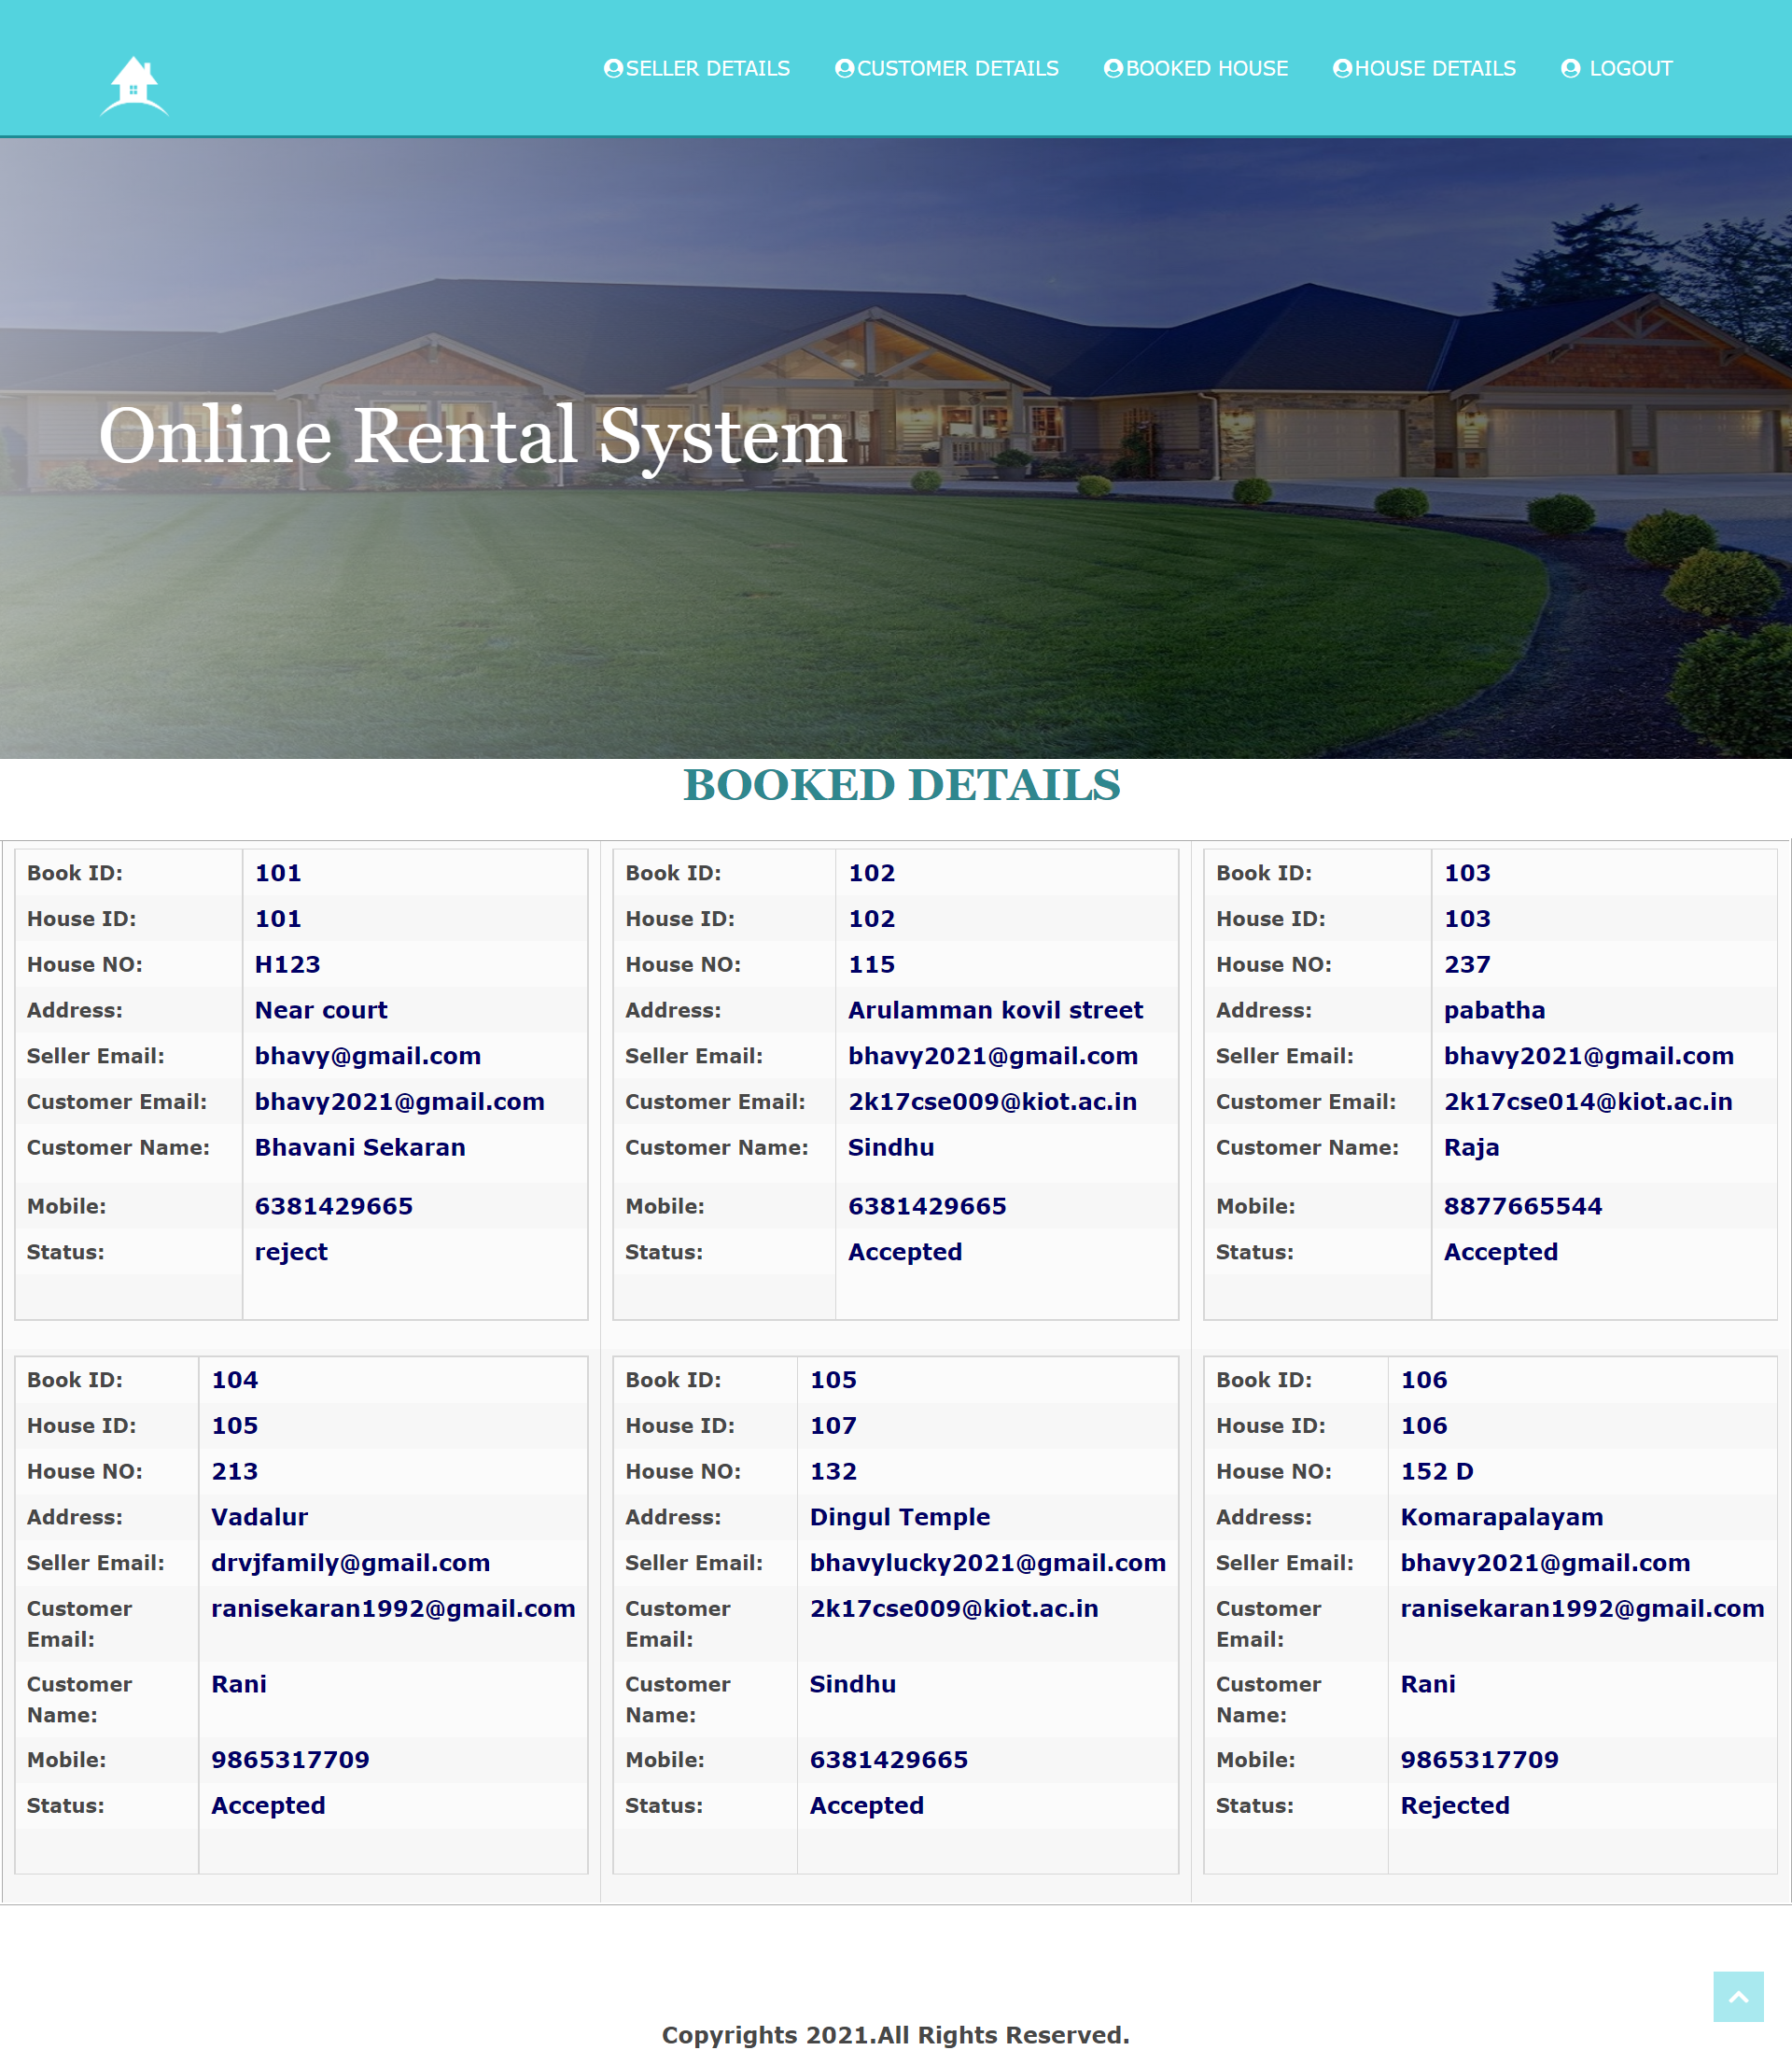 SELLER DETAILS CUSTOMER DETAILS BOOKED HOUSE HOUSE DETAILS LOGOUT
Online Rental System
BOOKED DETAILS
Book ID: 101
House ID: 101
House NO: H123
Address: Near court
Seller Email: bhavy@gmail.com
Customer Email: bhavy2021@gmail.com
Customer Name: Bhavani Sekaran
Mobile: 6381429665
Status: reject
Book ID: 102
House ID: 102
House NO: 115
Address: Arulamman kovil street
Seller Email: bhavy2021@gmail.com
Customer Email: 2k17cse009@kiot.ac.in
Customer Name: Sindhu
Mobile: 6381429665
Status: Accepted
Book ID: 103
House ID: 103
House NO: 237
Address: pabatha
Seller Email: bhavy2021@gmail.com
Customer Email: 2k17cse014@kiot.ac.in
Customer Name: Raja
Mobile: 8877665544
Status: Accepted
Book ID: 104
House ID: 105
House NO: 213
Address: Vadalur
Seller Email: drvjfamily@gmail.com
Customer ranisekaran1992@gmail.com
Email:
Customer Rani
Name:
Mobile: 9865317709
Status: Accepted
Book ID: 105
House ID: 107
House NO: 132
Address: Dingul Temple
Seller Email: bhavylucky2021@gmail.com
Customer 2k17cse009@kiot.ac.in
Email:
Customer Sindhu
Name:
Mobile: 6381429665
Status: Accepted
Book ID: 106
House ID: 106
House NO: 152 D
Address: Komarapalayam
Seller Email: bhavy2021@gmail.com
Customer ranisekaran1992@gmail.com
Email:
Customer Rani
Name:
Mobile: 9865317709
Status: Rejected
Copyrights 2021.All Rights Reserved.